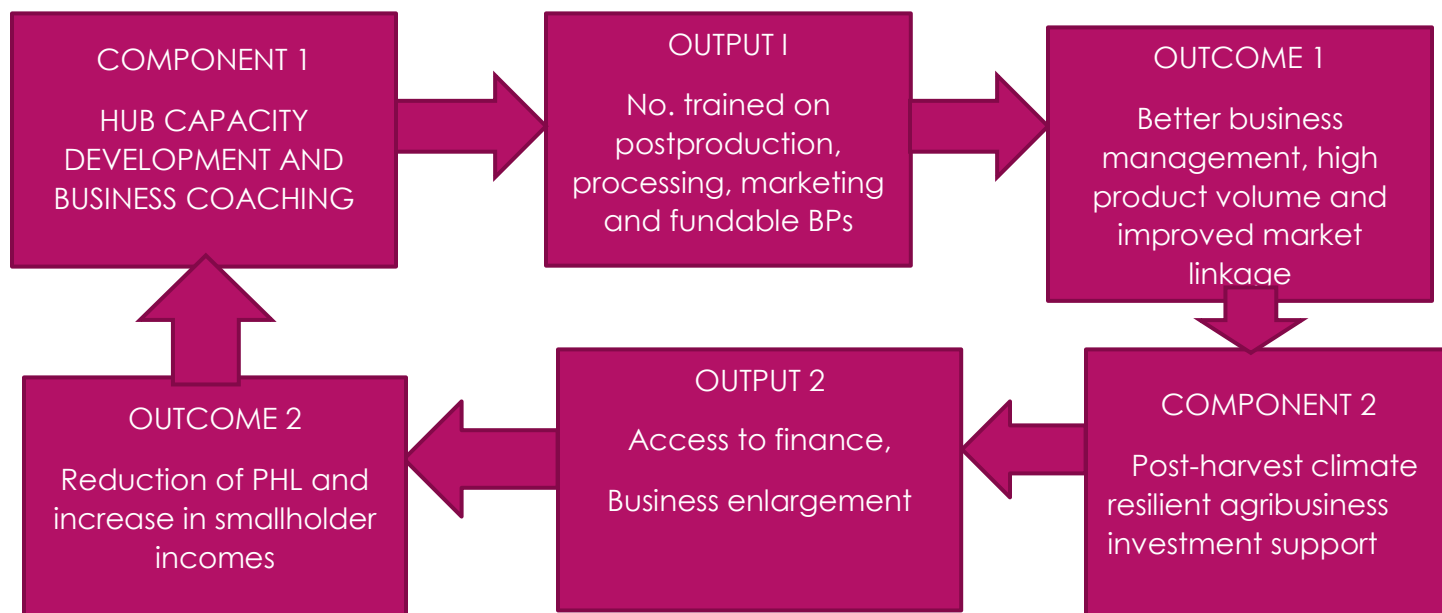 COMPONENT 1
HUB CAPACITY
DEVELOPMENT AND
BUSINESS COACHING
OUTPUT I
No. trained on
postproduction,
processing, marketing
and fundable BPs
OUTCOME 1
Better business
management, high
product volume and
improved market
linkage
COMPONENT 2
Post-harvest climate
resilient agribusiness
investment support
OUTPUT 2
Access to finance,
Business enlargement
OUTCOME 2
Reduction of PHL and
increase in smallholder
incomes